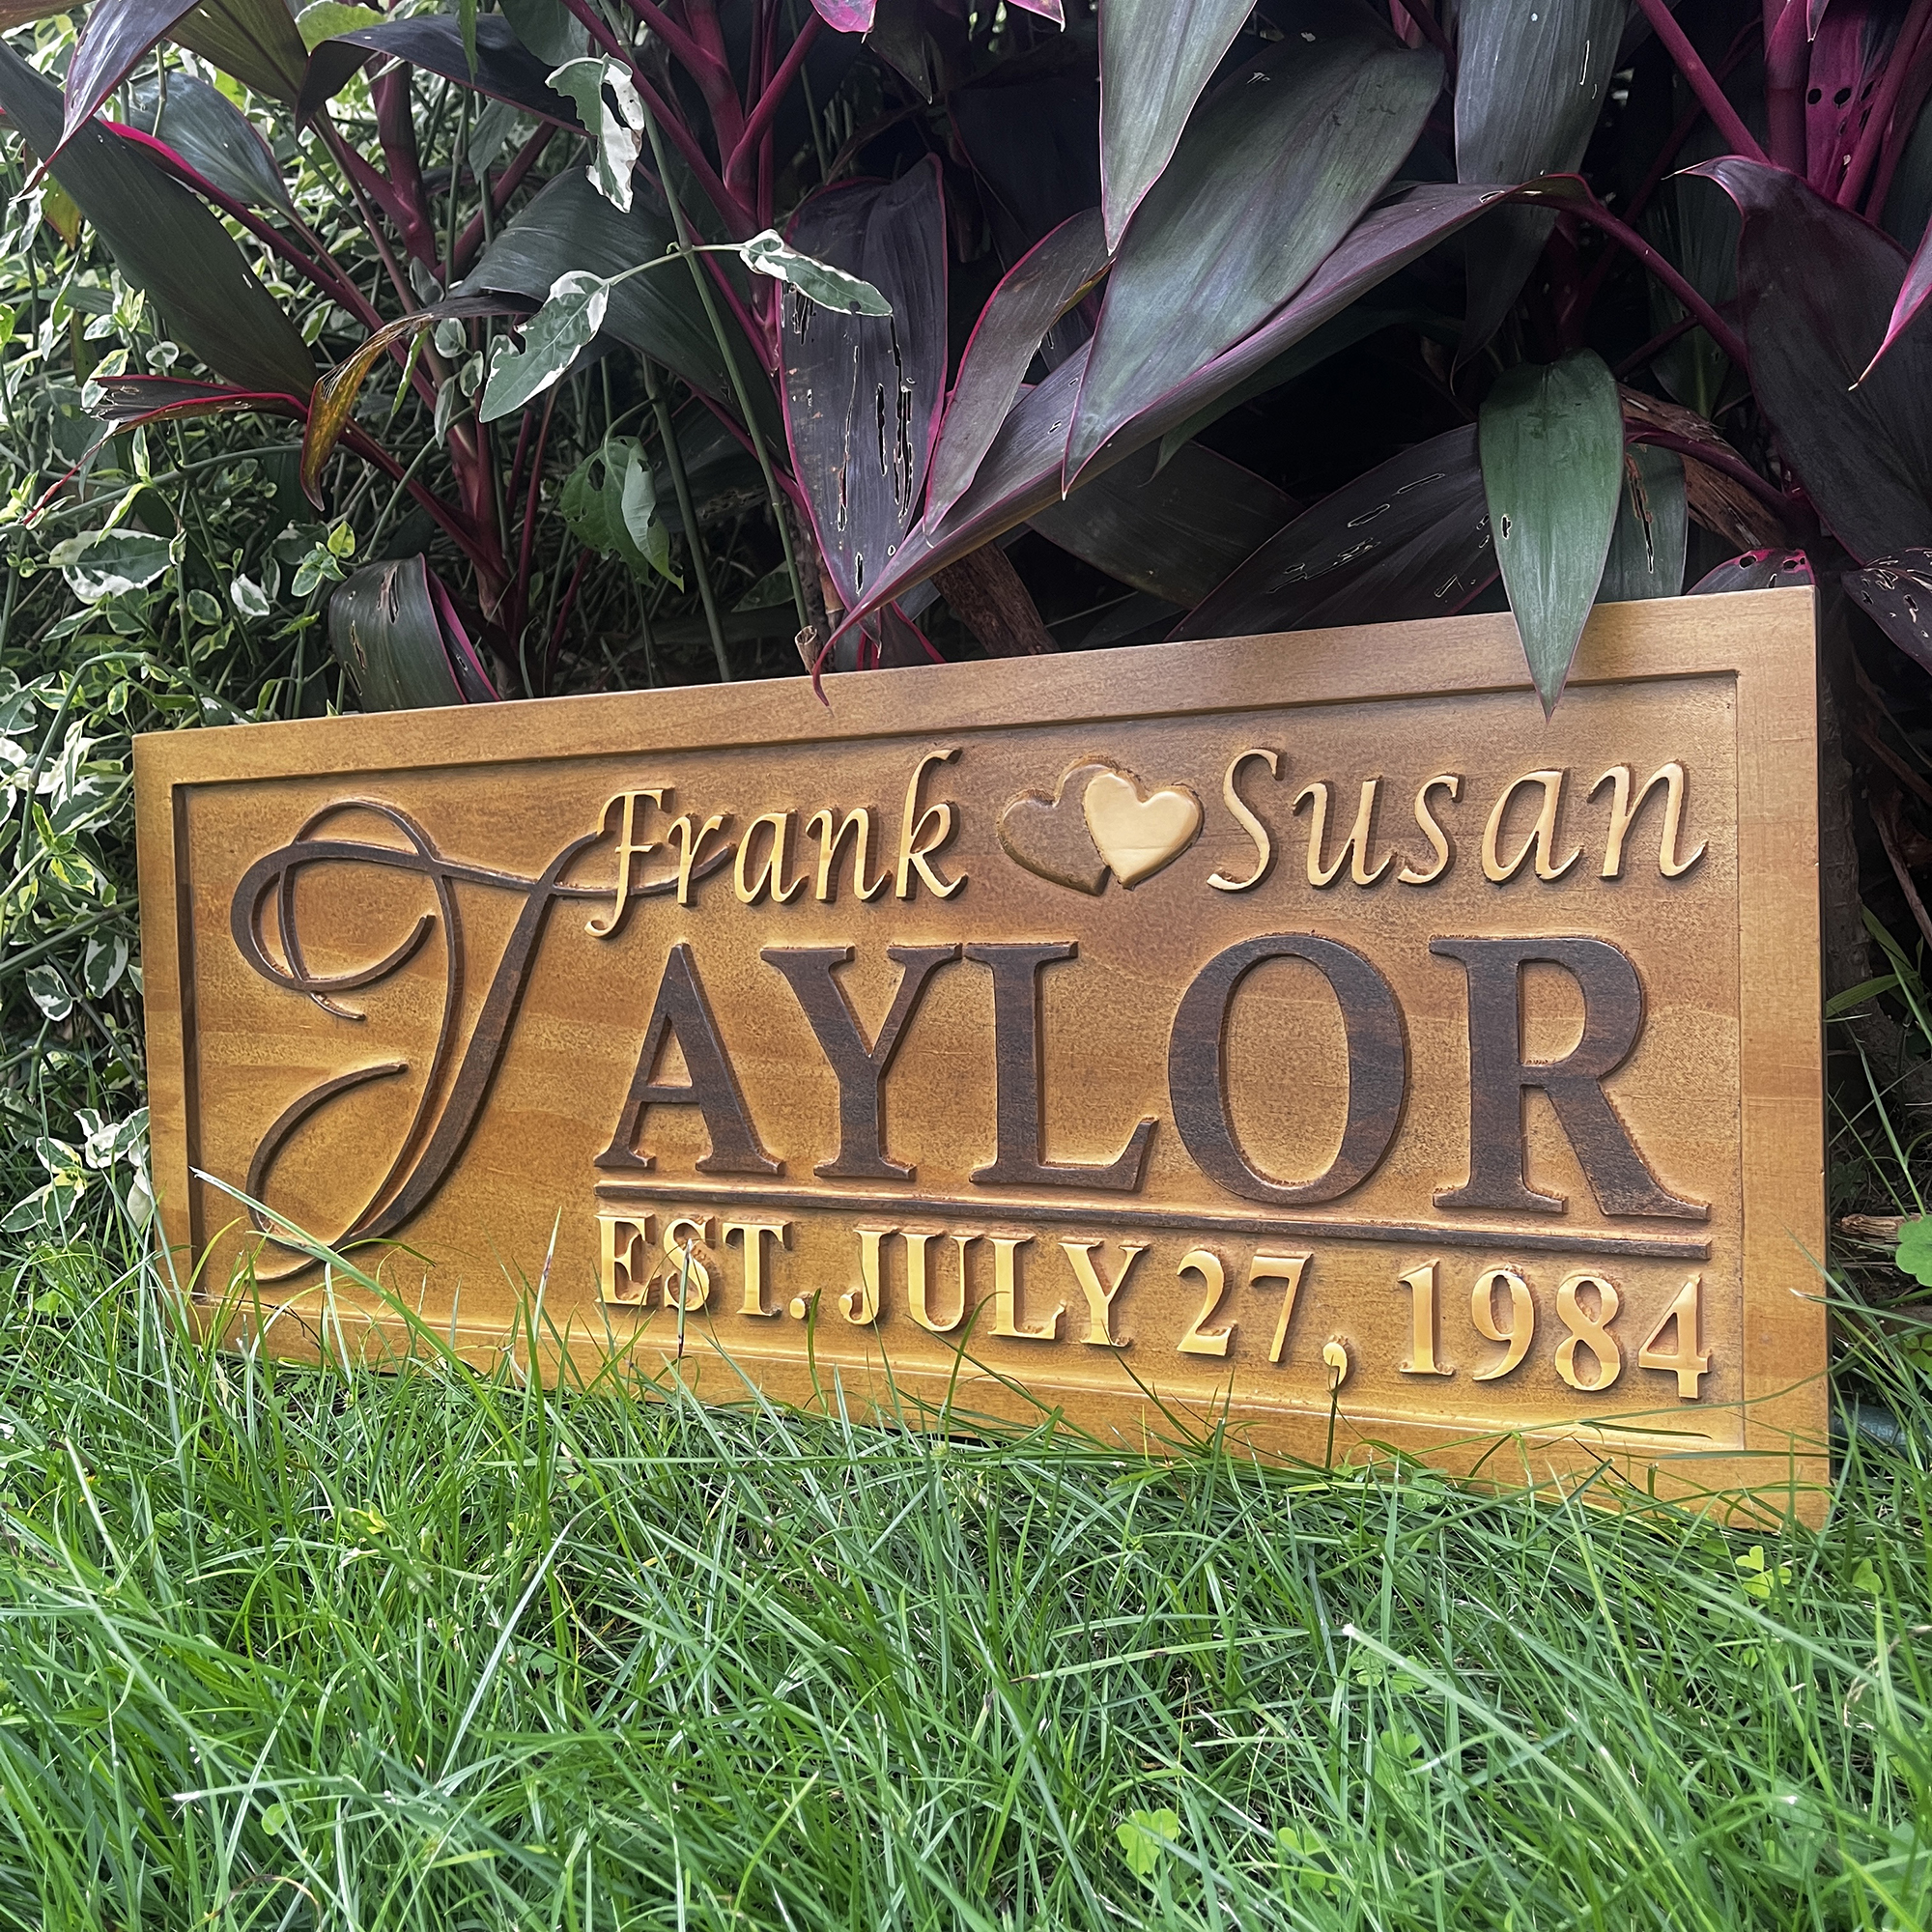 Frank Susan
TAYLOR
EST. JULY 27, 1984